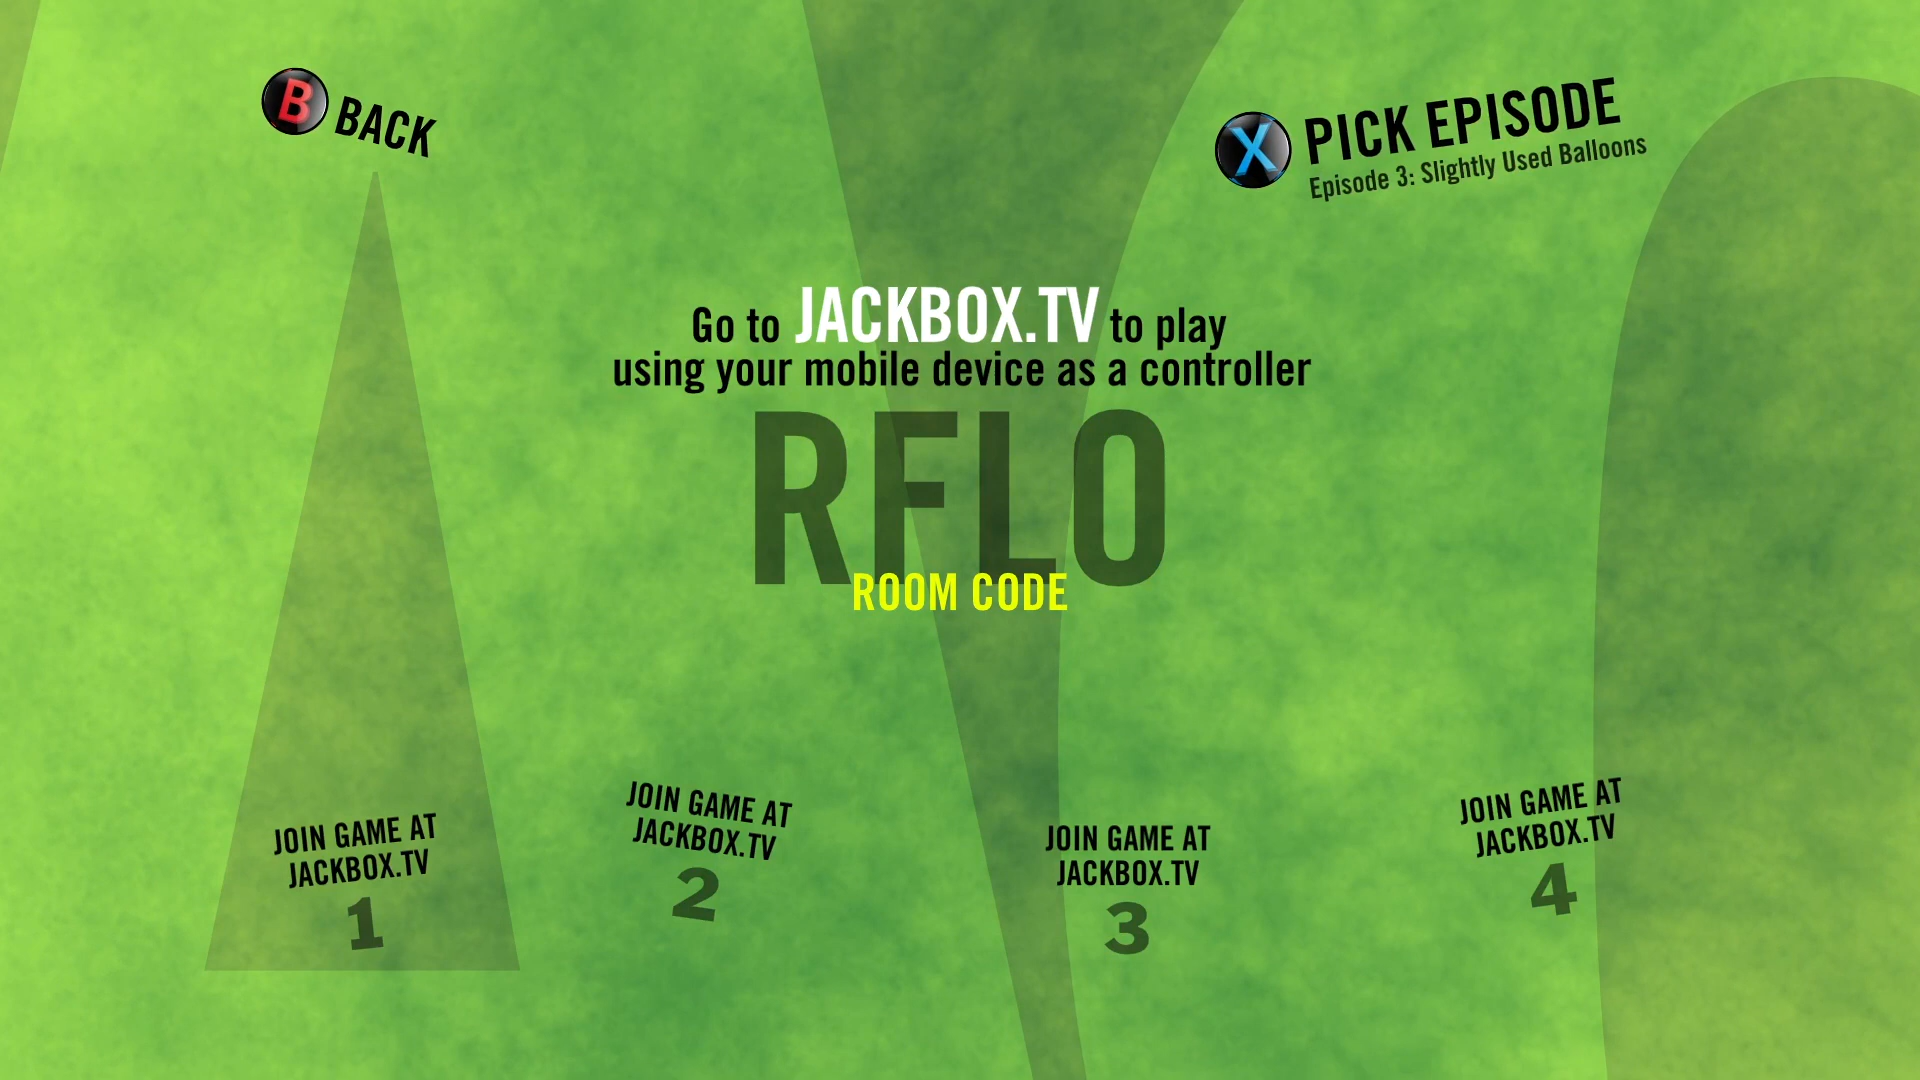 B BACK
X PICK EPISODE
Episode 3: Slightly Used Balloons
Go to JACKBOX.TV to play
using your mobile device as a controller
RFLO
ROOM CODE
JOIN GAME AT
JACKBOX.TV
1
JOIN GAME AT
JACKBOX.TV
2
JOIN GAME AT
JACKBOX.TV
3
JOIN GAME AT
JACKBOX.TV
4